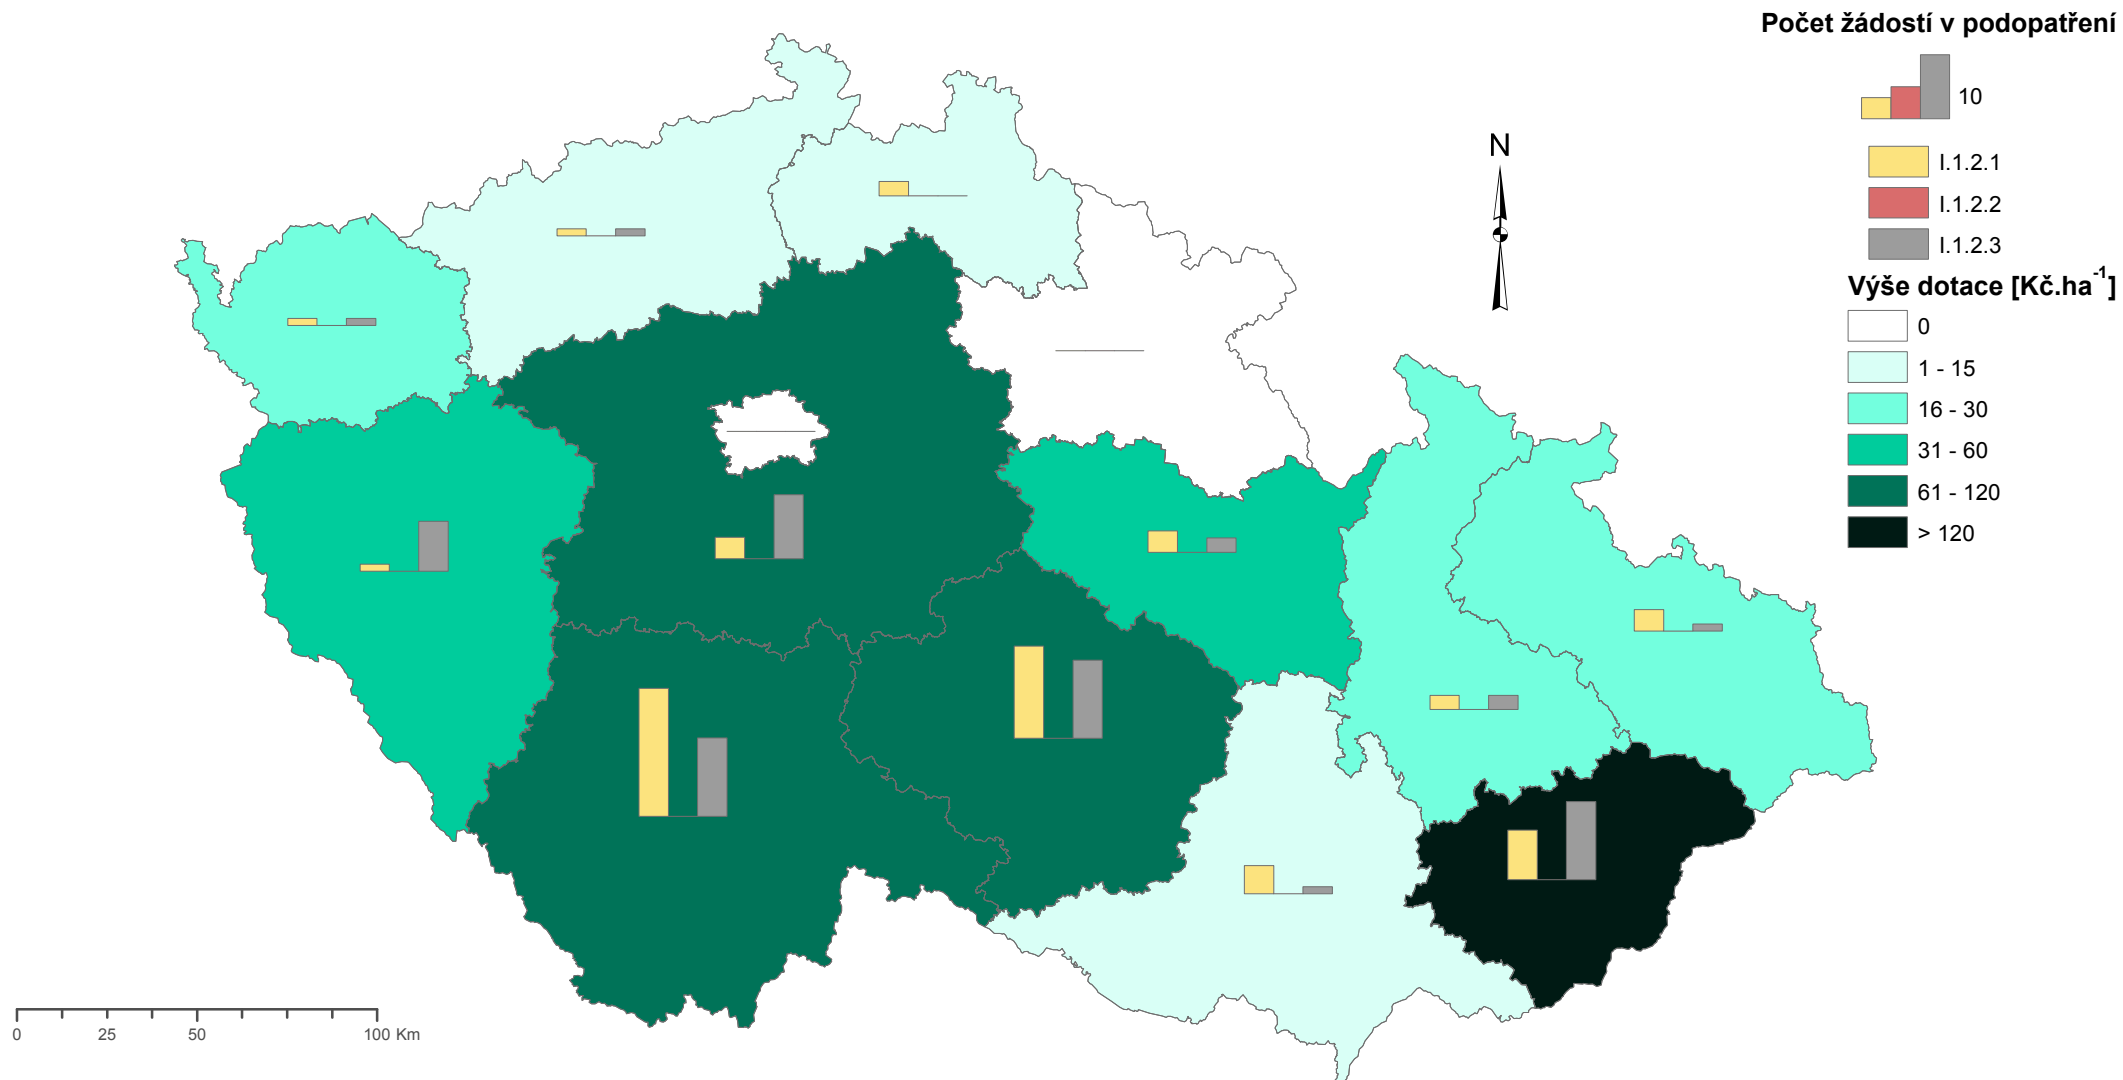 Počet žádostí v podopatření
10
I.1.2.1
I.1.2.2
I.1.2.3
Výše dotace [Kč.ha⁻¹]
0
1 - 15
16 - 30
31 - 60
61 - 120
> 120
N
0 25 50 100 Km